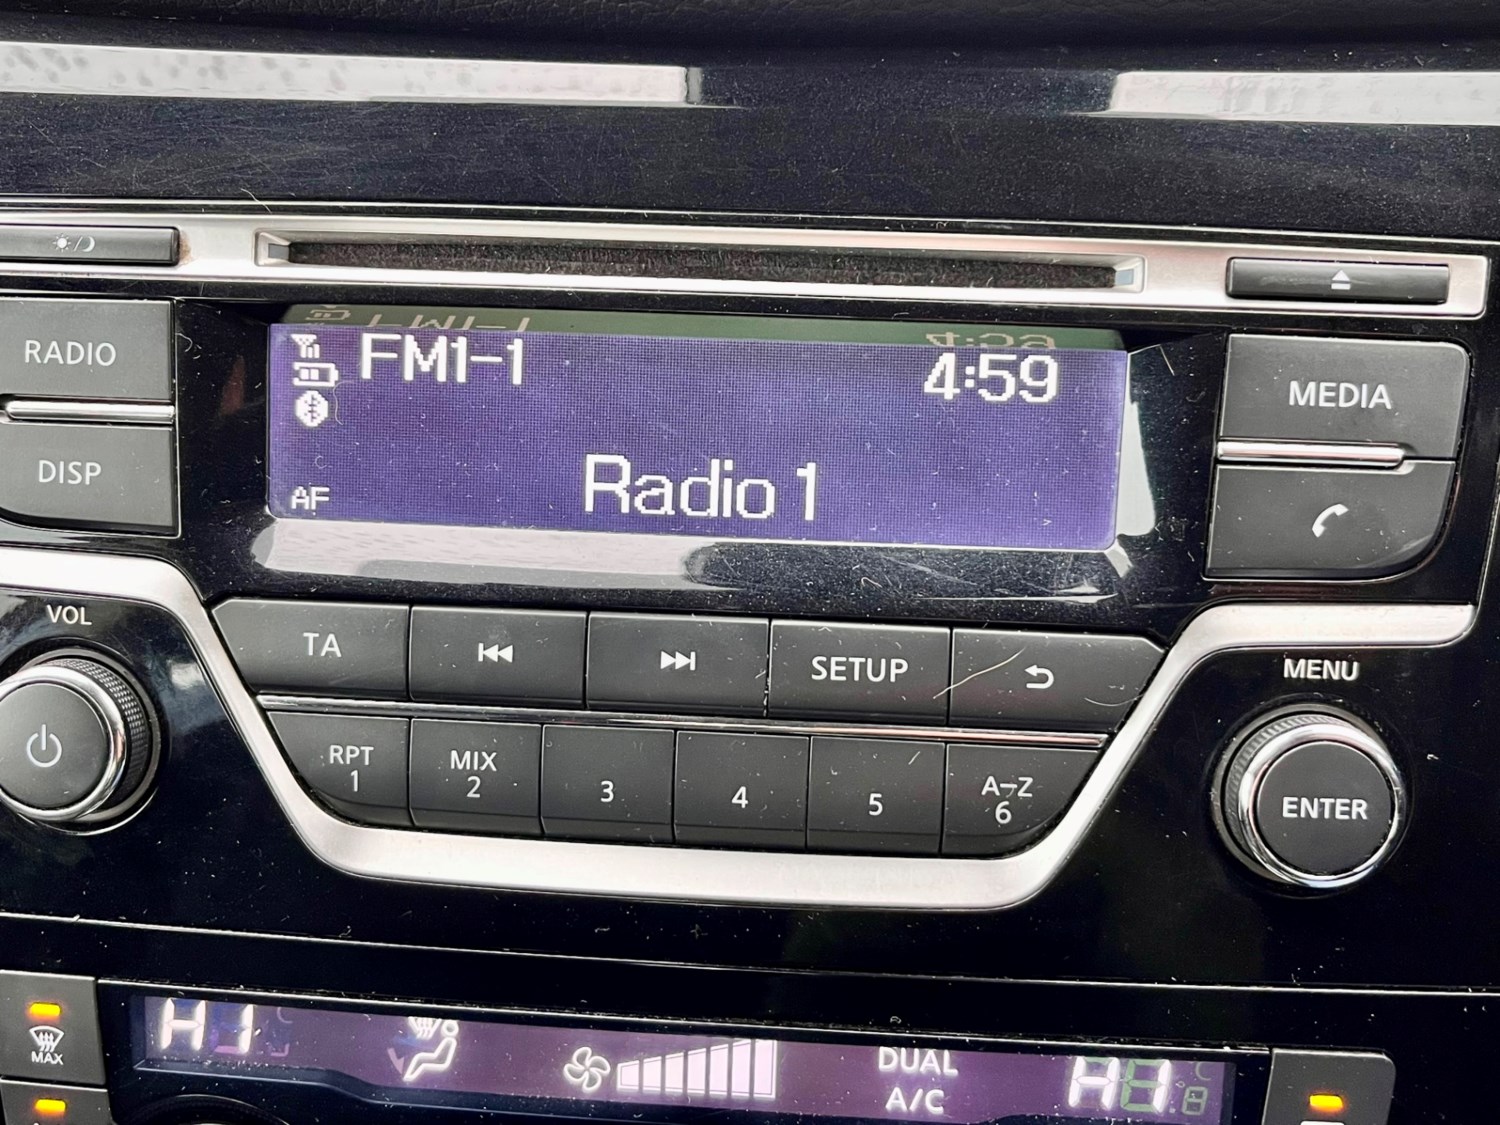 RADIO
DISP
FM1-1
4:59
Radio 1
AF
MEDIA
VOL
TA
SETUP
MENU
RPT
1
MIX
2
3
4
5
A-Z
6
ENTER
MAX
HI
DUAL
A/C
HI